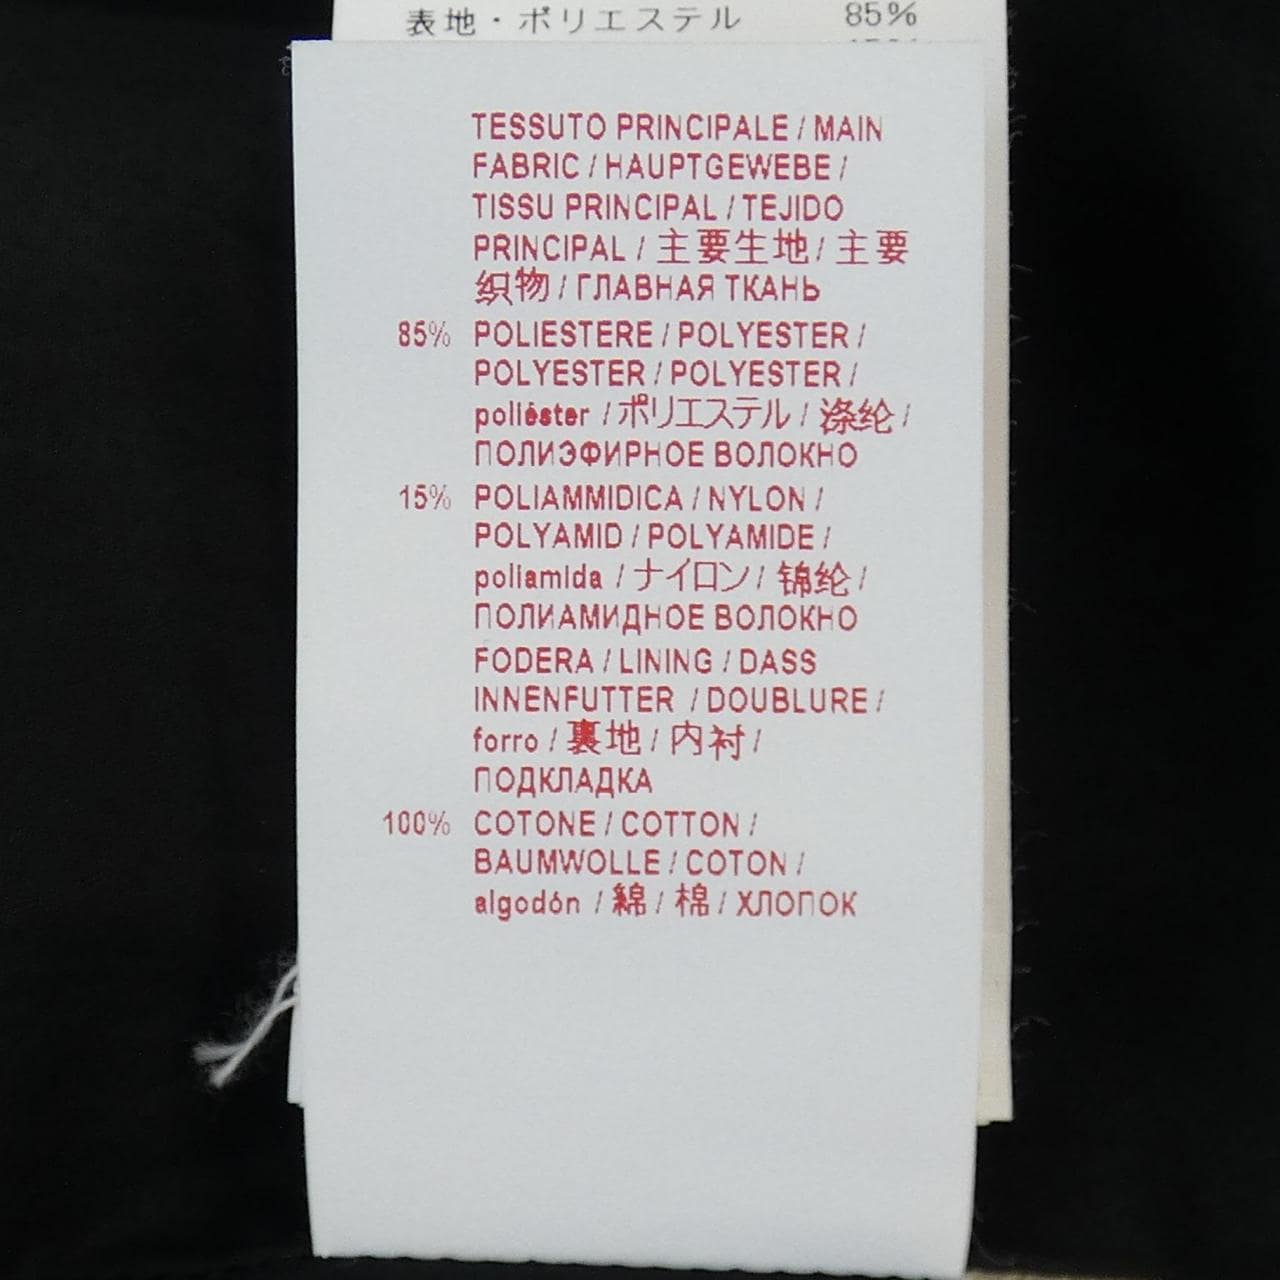 表地・ポリエステル 85%
TESSUTO PRINCIPALE / MAIN
FABRIC / HAUPTGEWEBE /
TISSU PRINCIPAL / TEJIDO
PRINCIPAL / 主要生地 / 主要
织物 / ГЛАВНАЯ ТКАНЬ
85% POLIESTERE / POLYESTER /
POLYESTER / POLYESTER /
poliéster / ポリエステル / 涤纶 /
ПОЛИЭФИРНОЕ ВОЛОКНО
15% POLIAMMIDICA / NYLON /
POLYAMID / POLYAMIDE /
poliamida / ナイロン / 锦纶 /
ПОЛИАМИДНОЕ ВОЛОКНО
FODERA / LINING / DASS
INNENFUTTER / DOUBLURE /
forro / 裏地 / 内衬 /
ПОДКЛАДКА
100% COTONE / COTTON /
BAUMWOLLE / COTON /
algodón / 綿 / 棉 / ХЛОПОК